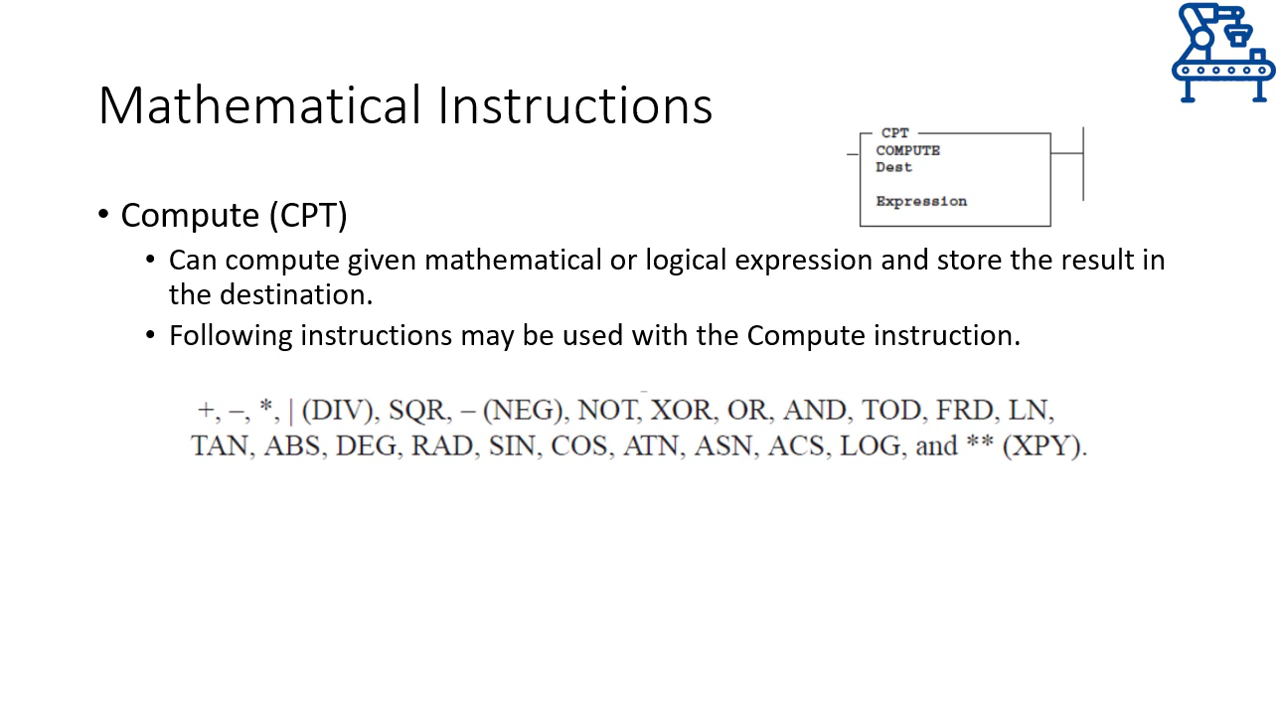 Mathematical Instructions
CPT
COMPUTE
Dest
Expression
• Compute (CPT)
• Can compute given mathematical or logical expression and store the result in
the destination.
• Following instructions may be used with the Compute instruction.
+, –, *, | (DIV), SQR, – (NEG), NOT, XOR, OR, AND, TOD, FRD, LN,
TAN, ABS, DEG, RAD, SIN, COS, ATN, ASN, ACS, LOG, and ** (XPY).